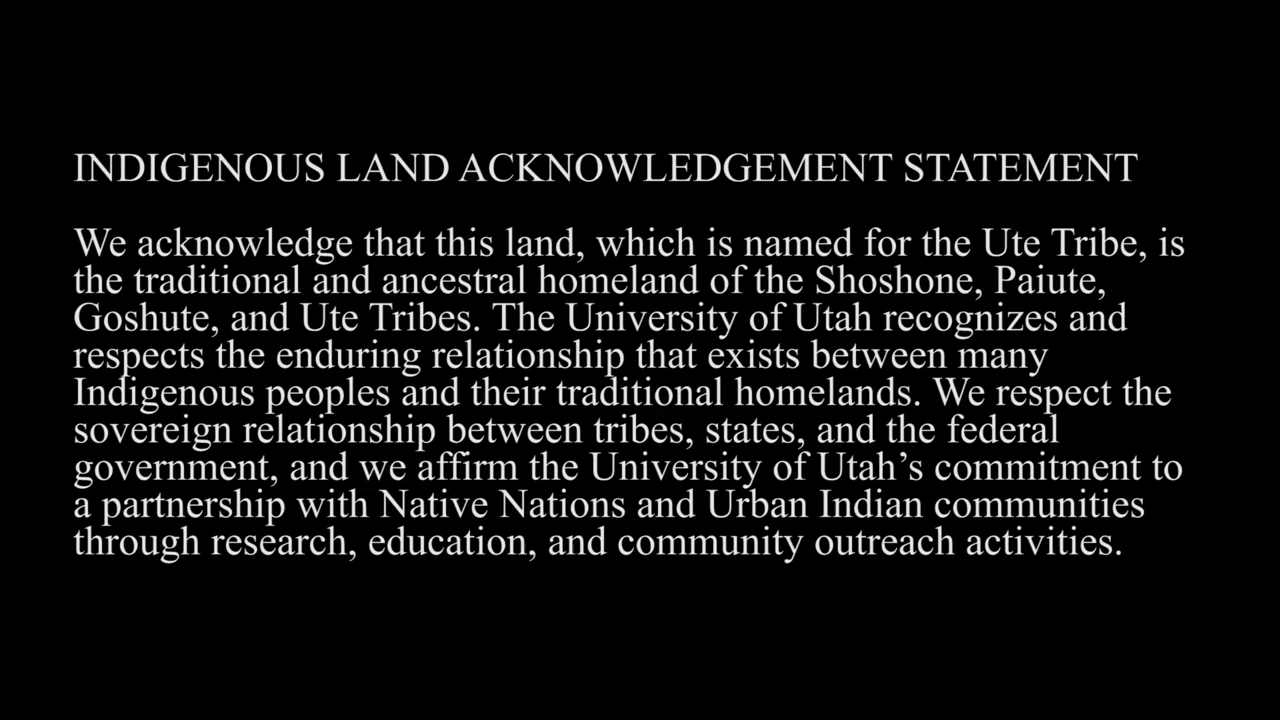 INDIGENOUS LAND ACKNOWLEDGEMENT STATEMENT
We acknowledge that this land, which is named for the Ute Tribe, is
the traditional and ancestral homeland of the Shoshone, Paiute,
Goshute, and Ute Tribes. The University of Utah recognizes and
respects the enduring relationship that exists between many
Indigenous peoples and their traditional homelands. We respect the
sovereign relationship between tribes, states, and the federal
government, and we affirm the University of Utah’s commitment to
a partnership with Native Nations and Urban Indian communities
through research, education, and community outreach activities.